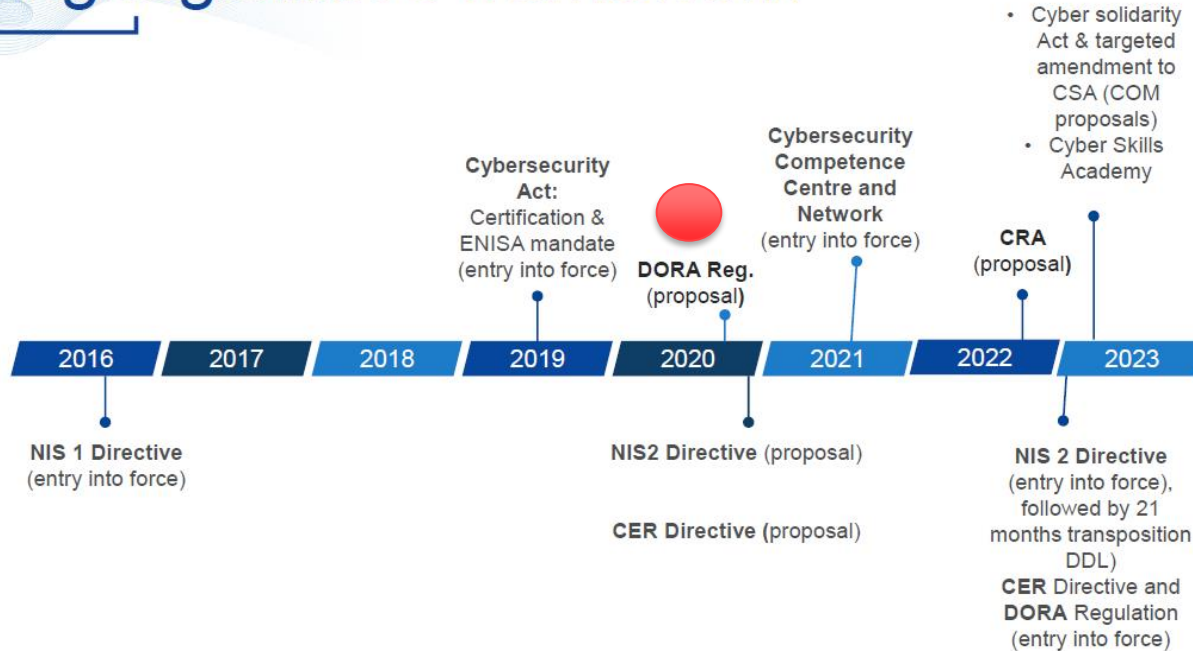 • Cyber solidarity
Act & targeted
amendment to
CSA (COM
proposals)
• Cyber Skills
Academy
Cybersecurity
Act:
Certification &
ENISA mandate
(entry into force)
DORA Reg.
(proposal)
Cybersecurity
Competence
Centre and
Network
(entry into force)
CRA
(proposal)
2016
2017
2018
2019
2020
2021
2022
2023
NIS 1 Directive
(entry into force)
NIS2 Directive (proposal)
CER Directive (proposal)
NIS 2 Directive
(entry into force),
followed by 21
months transposition
DDL)
CER Directive and
DORA Regulation
(entry into force)